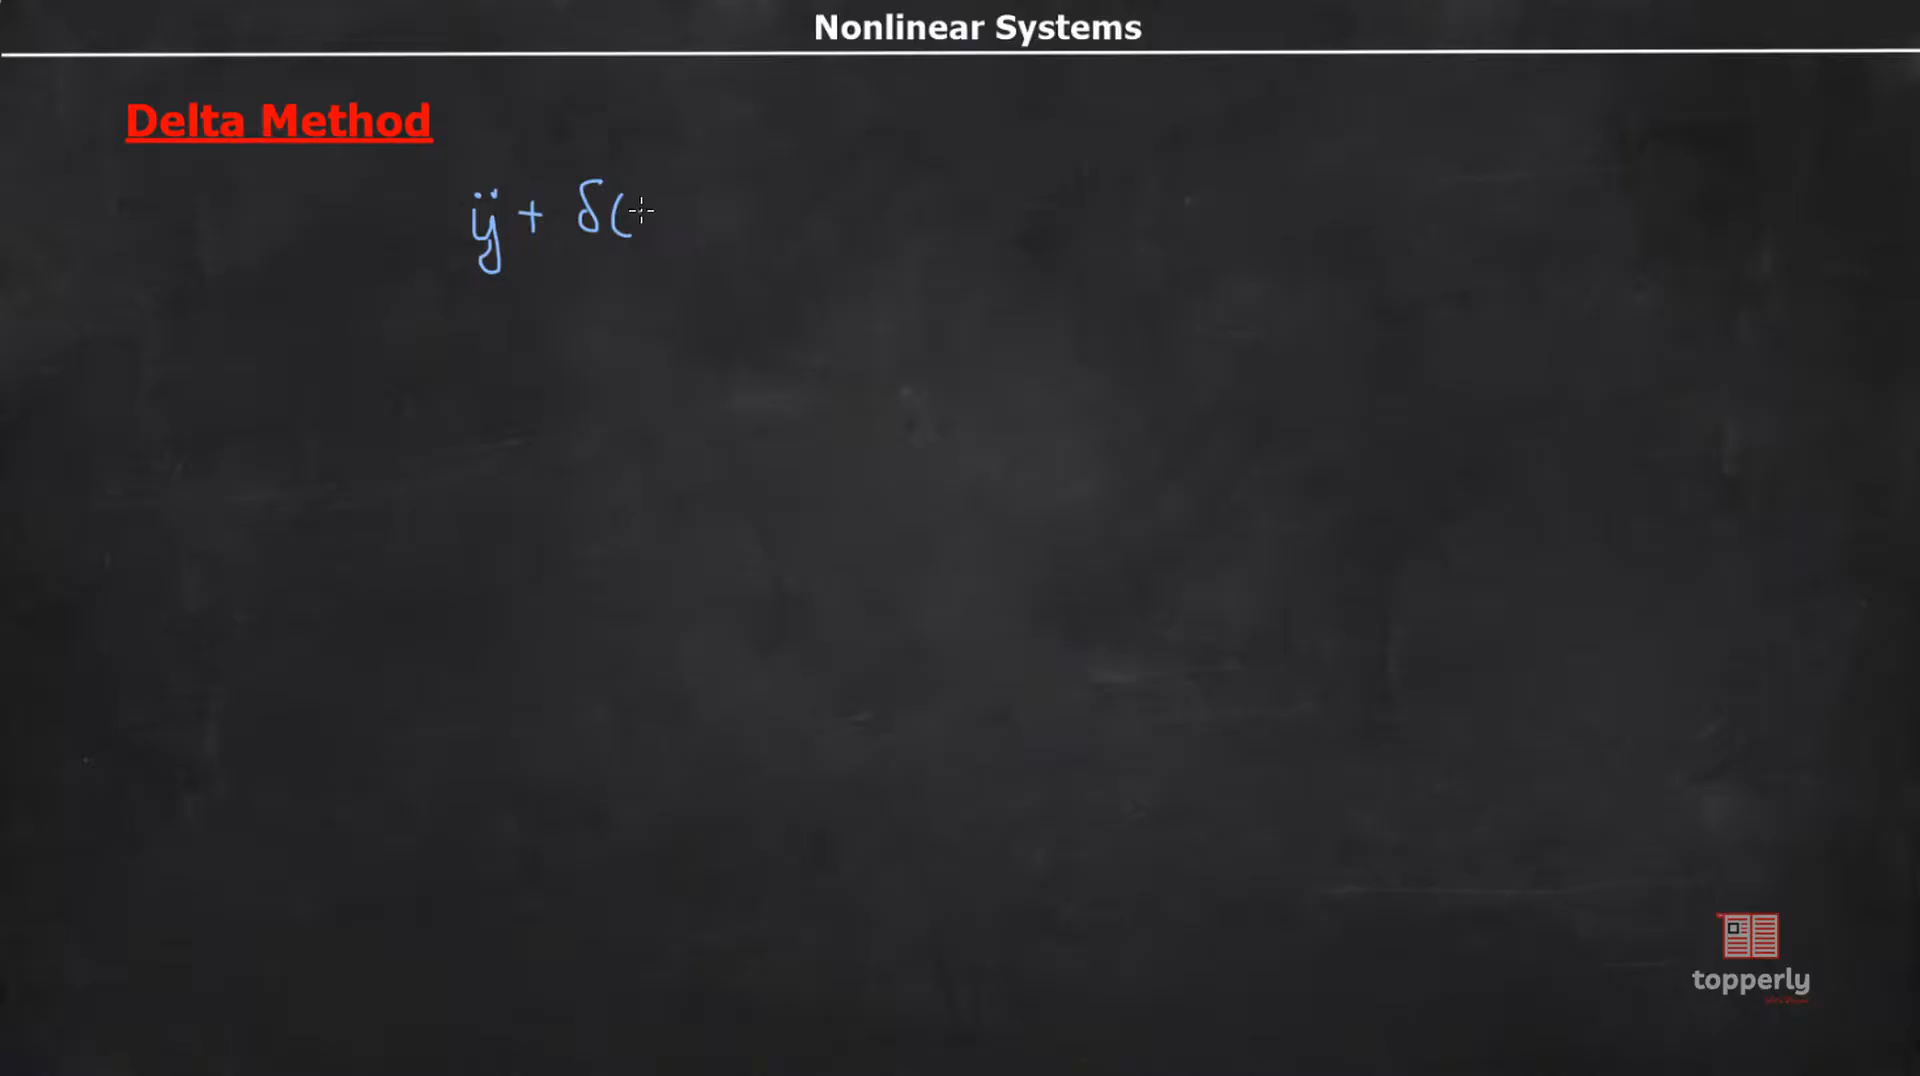 Nonlinear Systems
Delta Method
ÿ + δ(
topperly